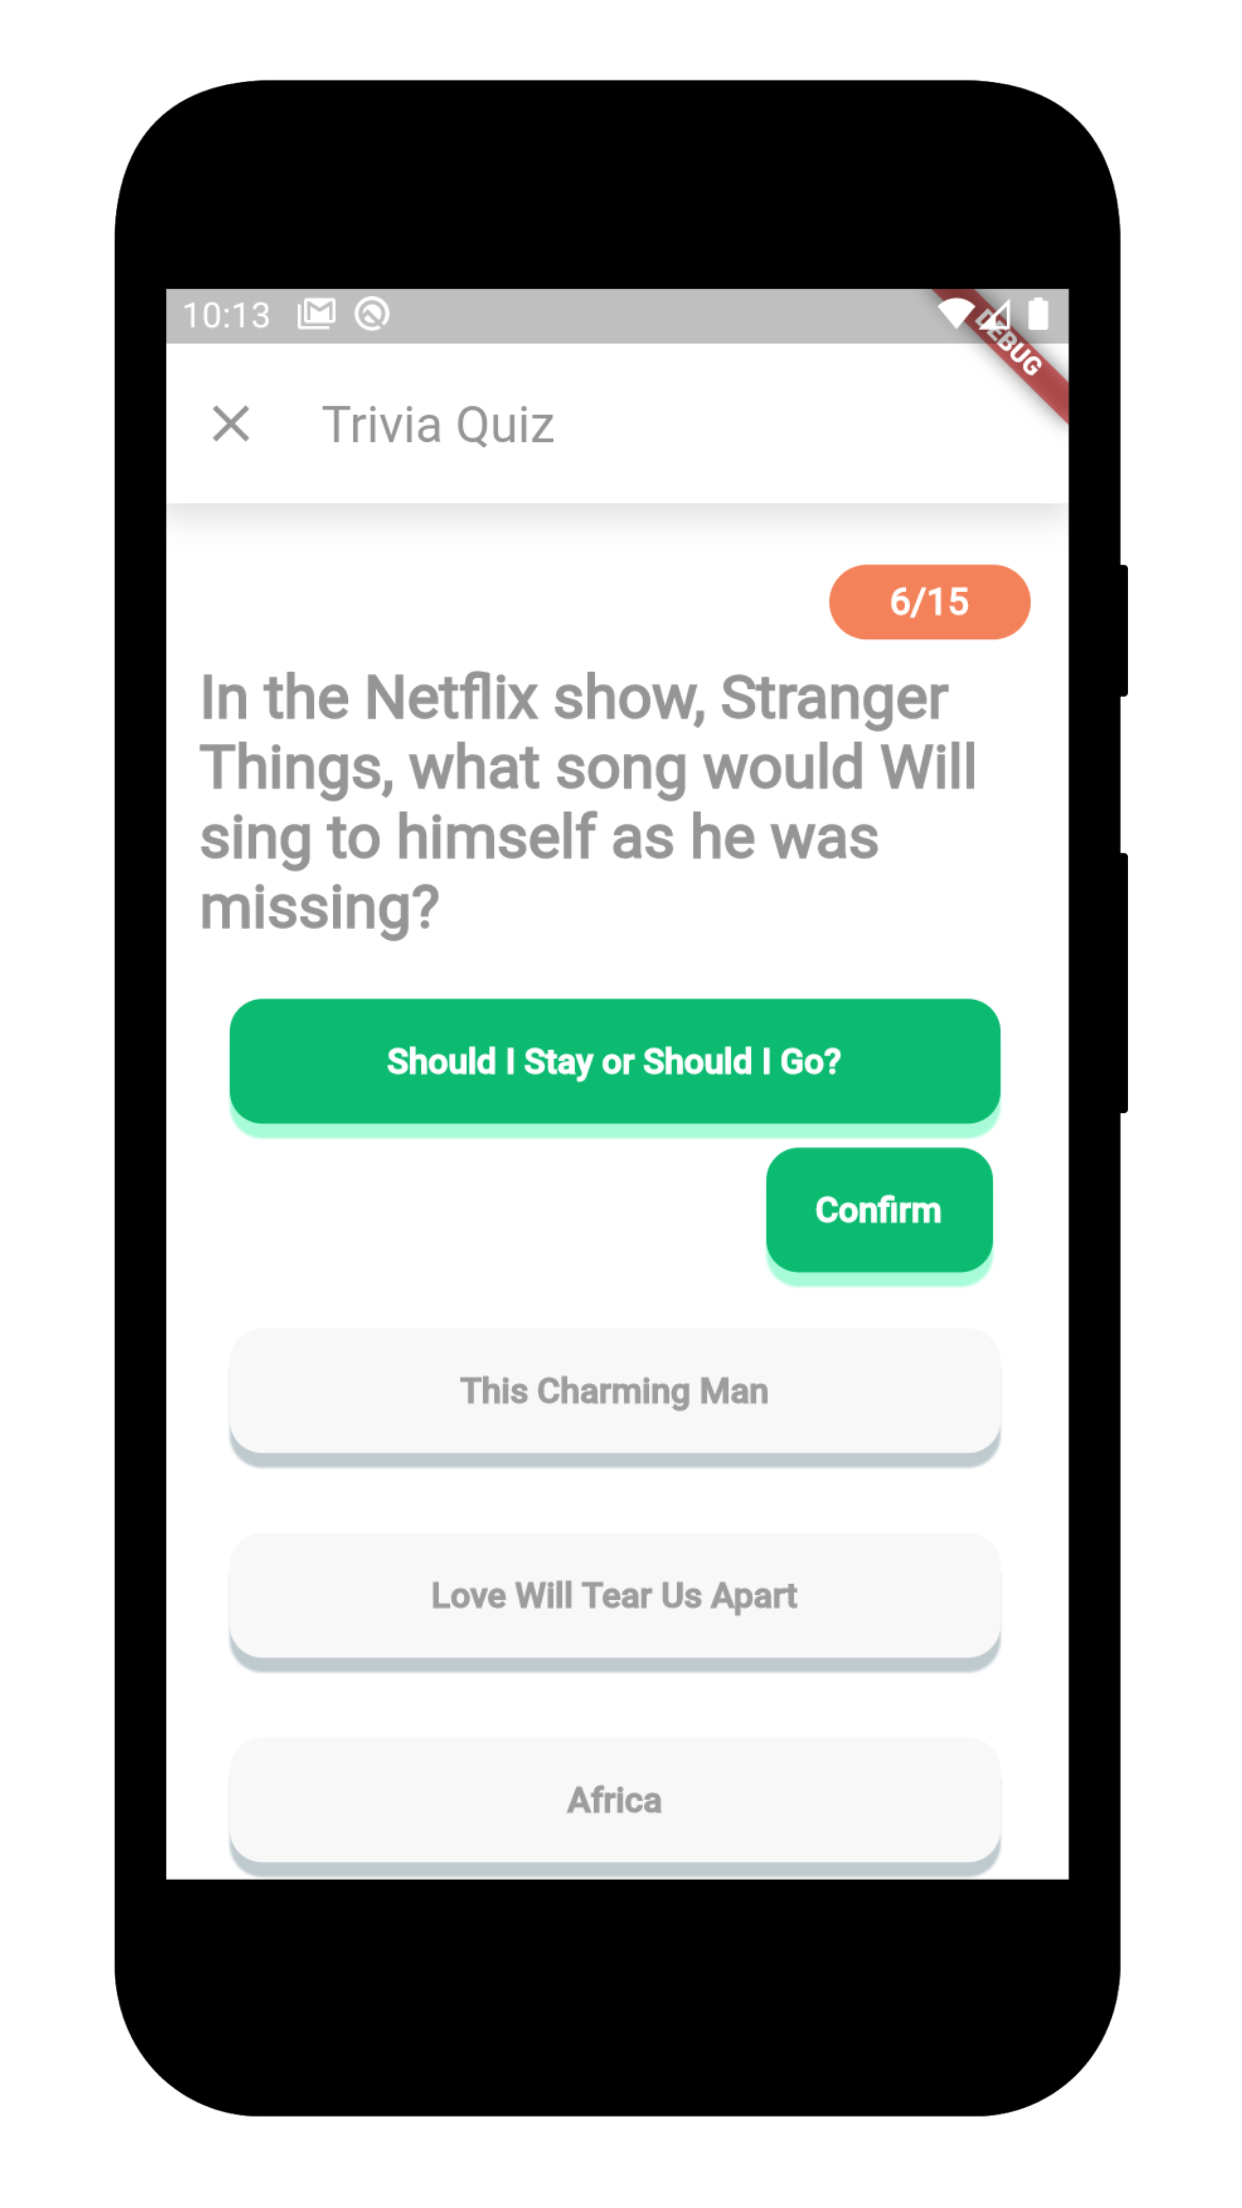 10:13
DEBUG
Trivia Quiz
6/15
In the Netflix show, Stranger
Things, what song would Will
sing to himself as he was
missing?
Should I Stay or Should I Go?
Confirm
This Charming Man
Love Will Tear Us Apart
Africa